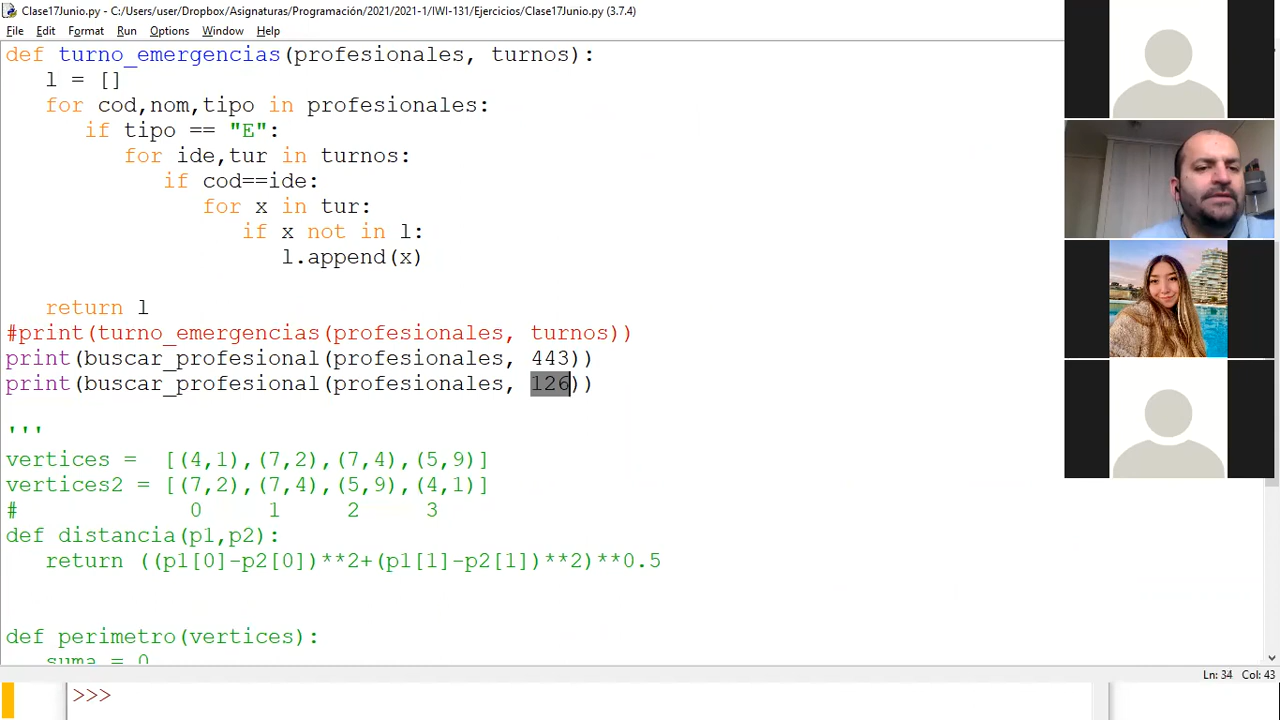 Clase17Junio.py - C:/Users/user/Dropbox/Asignaturas/Programación/2021/2021-1/IWI-131/Ejercicios/Clase17Junio.py (3.7.4)
File Edit Format Run Options Window Help
def turno_emergencias(profesionales, turnos):
l = []
for cod,nom,tipo in profesionales:
if tipo == "E":
for ide,tur in turnos:
if cod==ide:
for x in tur:
if x not in l:
l.append(x)
return l
#print(turno_emergencias(profesionales, turnos))
print(buscar_profesional(profesionales, 443))
print(buscar_profesional(profesionales, 126))
'''
vertices = [(4,1),(7,2),(7,4),(5,9)]
vertices2 = [(7,2),(7,4),(5,9),(4,1)]
# 0 1 2 3
def distancia(p1,p2):
return ((p1[0]-p2[0])**2+(p1[1]-p2[1])**2)**0.5
def perimetro(vertices):
suma = 0
Ln: 34 Col: 43
>>>